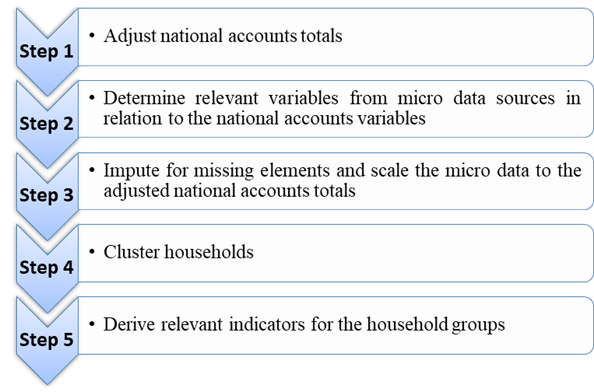 Step 1
• Adjust national accounts totals
Step 2
• Determine relevant variables from micro data sources in
relation to the national accounts variables
Step 3
• Impute for missing elements and scale the micro data to the
adjusted national accounts totals
Step 4
• Cluster households
Step 5
• Derive relevant indicators for the household groups